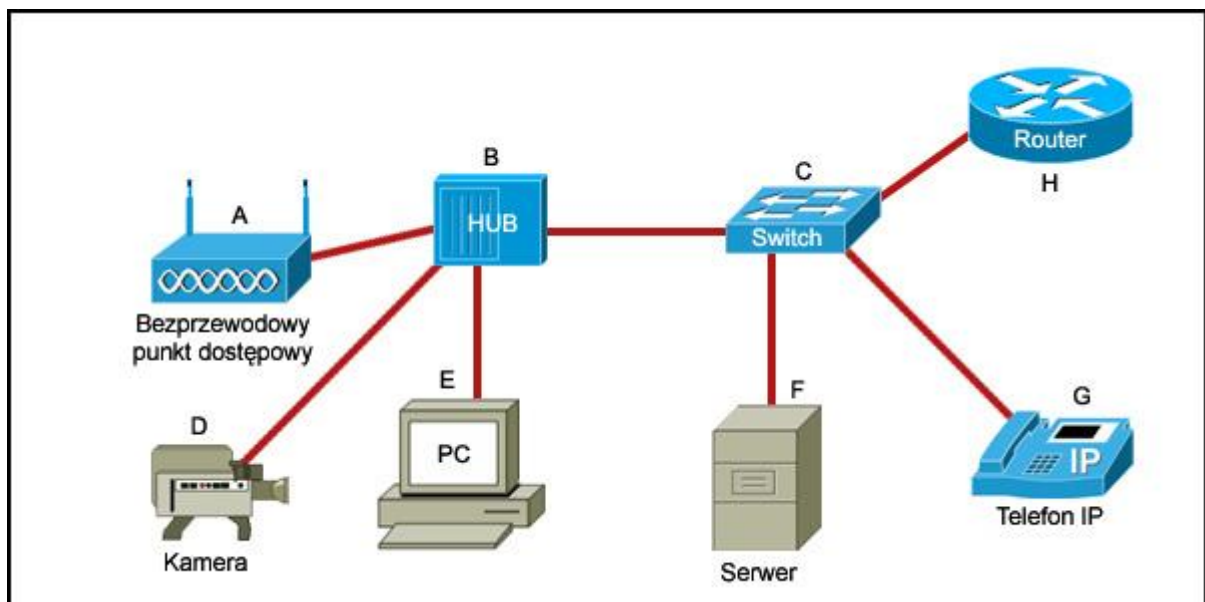 A
Bezprzewodowy
punkt dostępowy
B
HUB
C
Switch
Router
H
D
Kamera
E
PC
F
Serwer
G
IP
Telefon IP